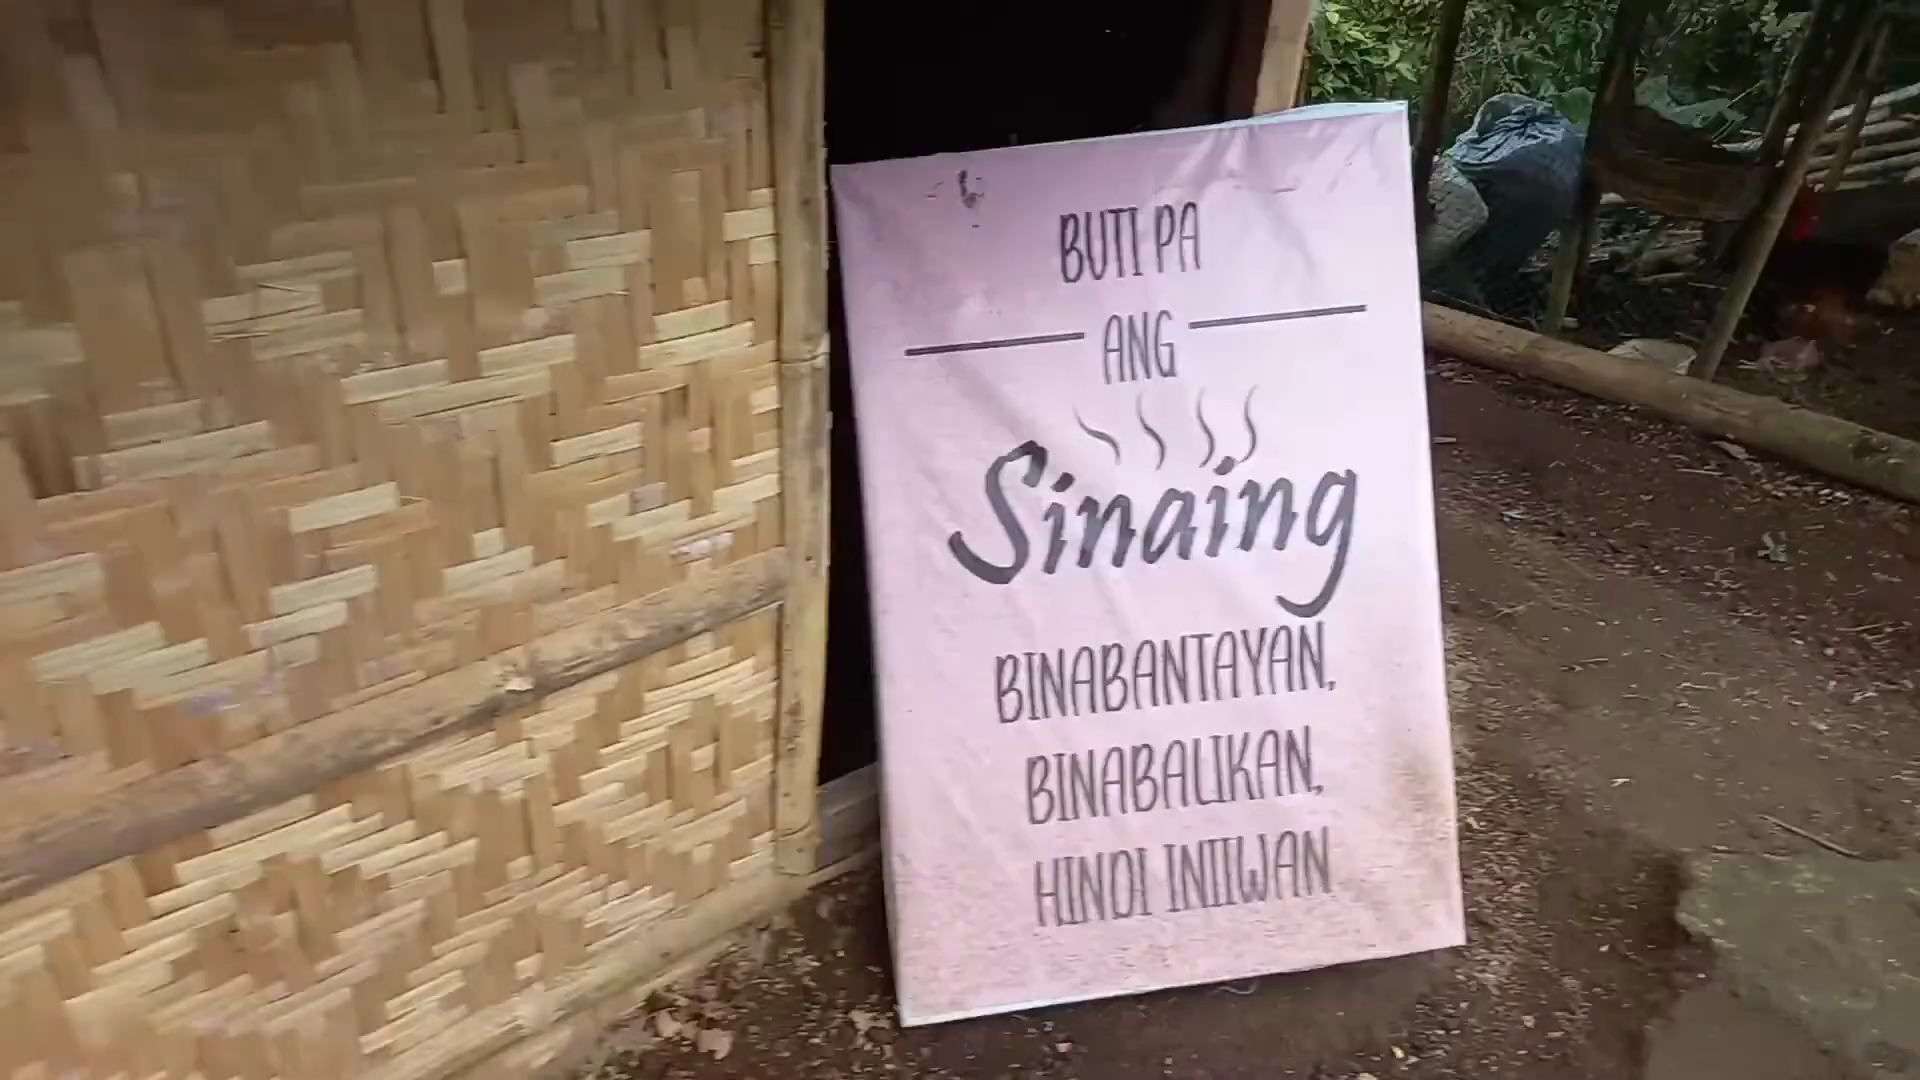 BUTI PA
ANG
Sinaing
BINABANTAYAN,
BINABALIKAN,
HINDI INIIWAN